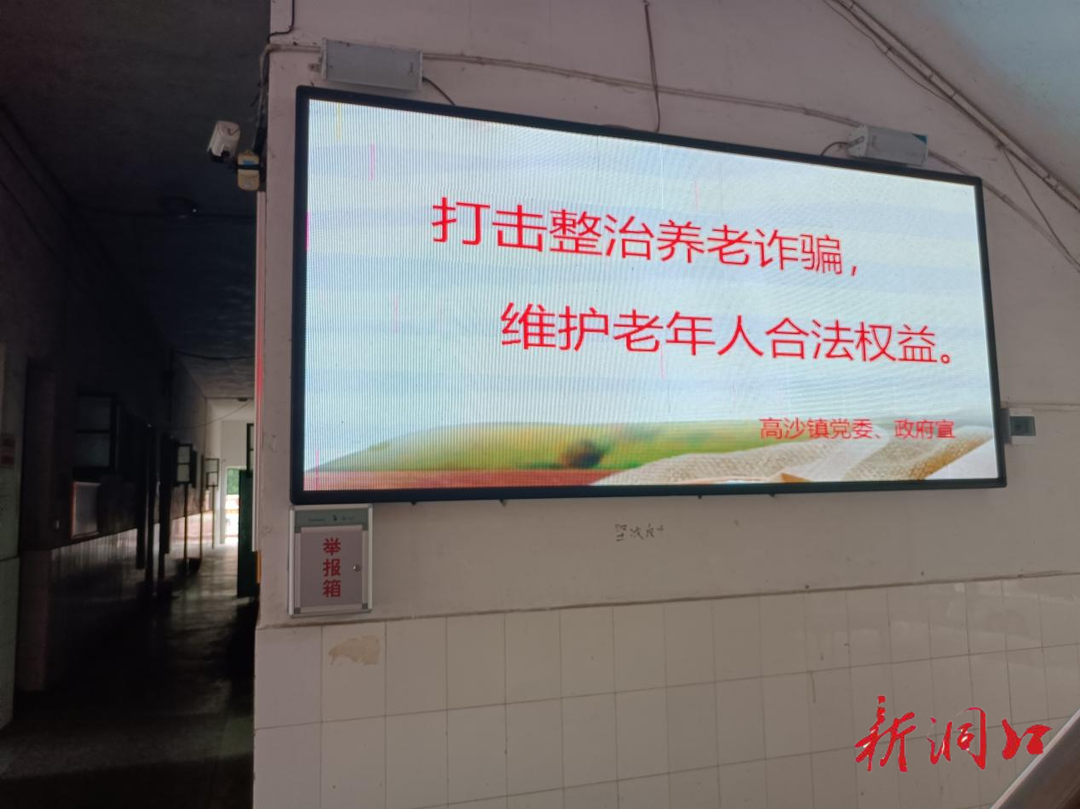 打击整治养老诈骗，
维护老年人合法权益。
高沙镇党委、政府宣
举报箱
新洞口